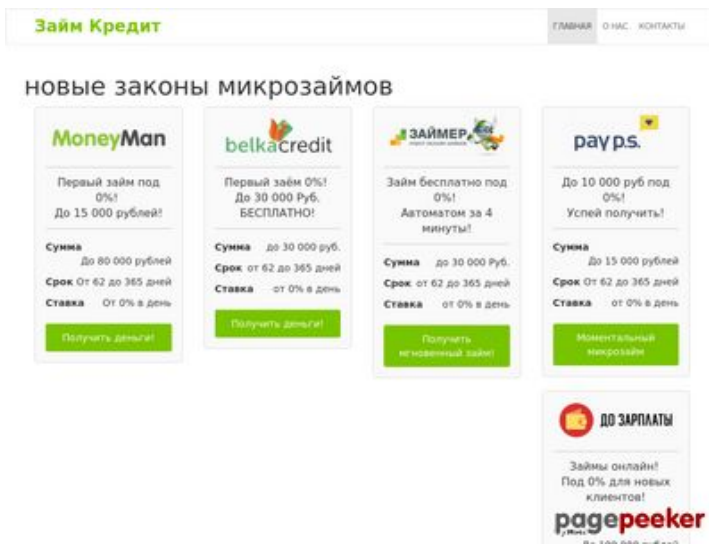 Займ Кредит
ГЛАВНАЯ О НАС КОНТАКТЫ
новые законы микрозаймов
MoneyMan
Первый займ под
0%!
До 15 000 рублей!
Сумма
До 80 000 рублей
Срок От 62 до 365 дней
Ставка От 0% в день
Получить деньги!
belkacredit
Первый заём 0%!
До 30 000 Руб.
БЕСПЛАТНО!
Сумма до 30 000 руб.
Срок от 62 до 365 дней
Ставка от 0% в день
Получить деньги!
ЗАЙМЕР
Займ бесплатно под
0%!
Автоматом за 4
минуты!
Сумма до 30 000 Руб.
Срок от 62 до 365 дней
Ставка от 0% в день
Получить
мгновенный займ!
pay p.s.
До 10 000 руб под
0%!
Успей получить!
Сумма
До 15 000 рублей
Срок От 62 до 365 дней
Ставка от 0% в день
Моментальный
микрозайм
ДО ЗАРПЛАТЫ
Займы онлайн!
Под 0% для новых
клиентов!
pagepeeker
До 100 000 рублей